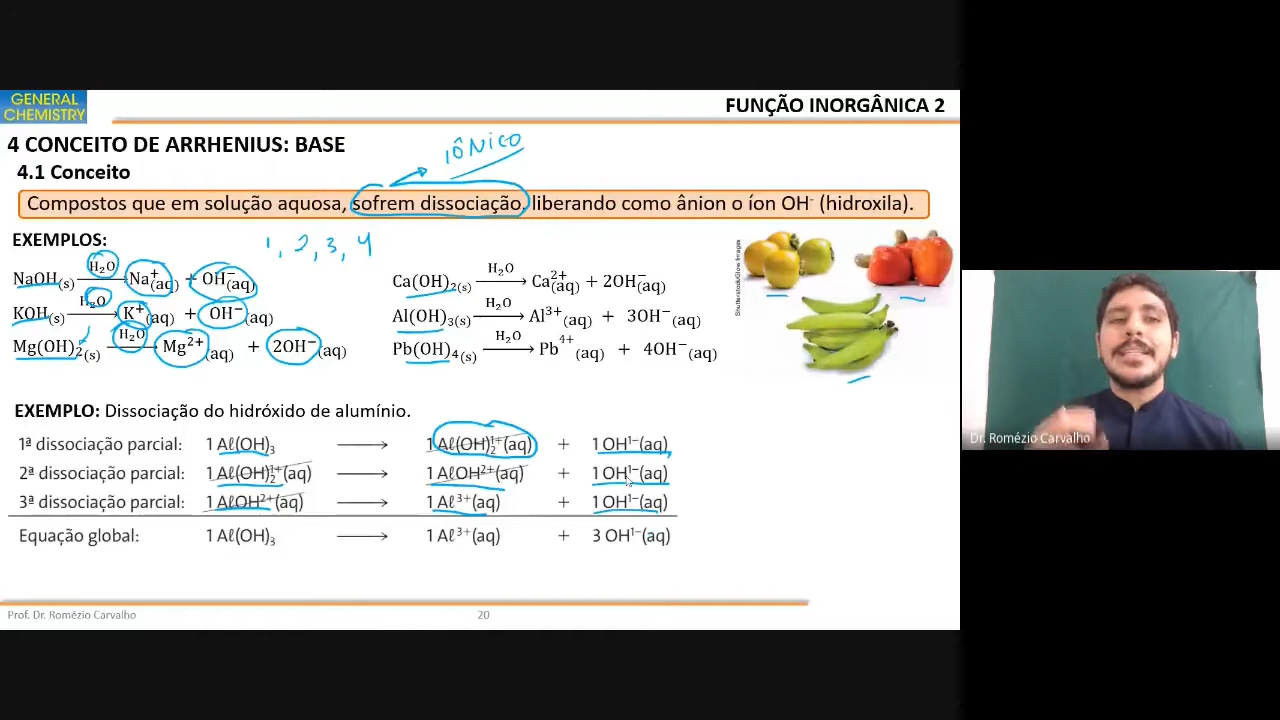 GENERAL
CHEMISTRY
FUNÇÃO INORGÂNICA 2
4 CONCEITO DE ARRHENIUS: BASE
IÔNICO
4.1 Conceito
Compostos que em solução aquosa, sofrem dissociação, liberando como ânion o íon OH⁻ (hidroxila).
EXEMPLOS:
1, 2, 3, 4
NaOH(s) H₂O→ Na⁺(aq) + OH⁻(aq)
KOH(s) H₂O→ K⁺(aq) + OH⁻(aq)
Mg(OH)₂(s) H₂O→ Mg²⁺(aq) + 2OH⁻(aq)
Ca(OH)₂(s) H₂O→ Ca²⁺(aq) + 2OH⁻(aq)
Al(OH)₃(s) H₂O→ Al³⁺(aq) + 3OH⁻(aq)
Pb(OH)₄(s) H₂O→ Pb⁴⁺(aq) + 4OH⁻(aq)
Shutterstock/Glow Images
EXEMPLO: Dissociação do hidróxido de alumínio.
1ª dissociação parcial: 1 Aℓ(OH)₃ → 1 Aℓ(OH)₂¹⁺(aq) + 1 OH¹⁻(aq)
2ª dissociação parcial: 1 Aℓ(OH)₂¹⁺(aq) → 1 AℓOH²⁺(aq) + 1 OH¹⁻(aq)
3ª dissociação parcial: 1 AℓOH²⁺(aq) → 1 Aℓ³⁺(aq) + 1 OH¹⁻(aq)
Equação global: 1 Aℓ(OH)₃ → 1 Aℓ³⁺(aq) + 3 OH¹⁻(aq)
Prof. Dr. Romézio Carvalho
20
Dr. Romézio Carvalho